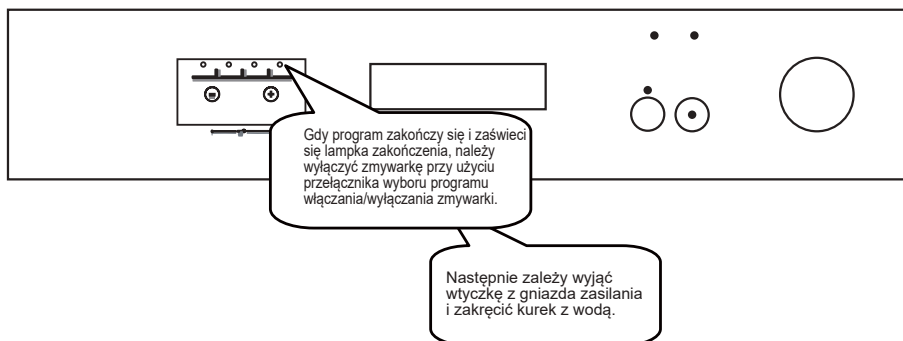 Gdy program zakończy się i zaświeci
się lampka zakończenia, należy
wyłączyć zmywarkę przy użyciu
przełącznika wyboru programu
włączania/wyłączania zmywarki.
Następnie zależy wyjąć
wtyczkę z gniazda zasilania
i zakręcić kurek z wodą.